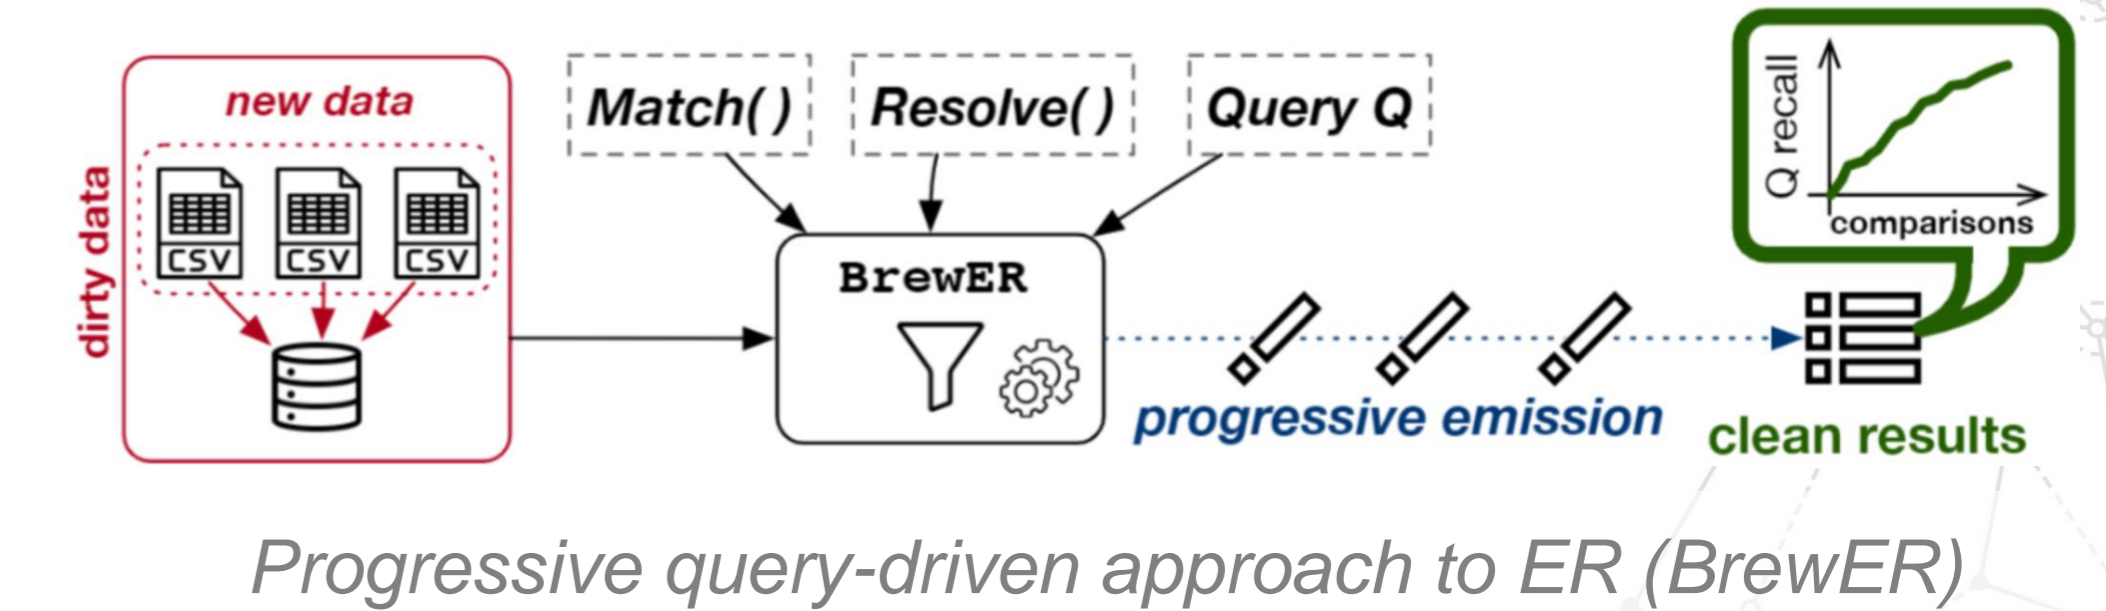 dirty data
new data
CSV
CSV
CSV
Match( )
Resolve( )
Query Q
BrewER
progressive emission
Q recall
comparisons
clean results
Progressive query-driven approach to ER (BrewER)